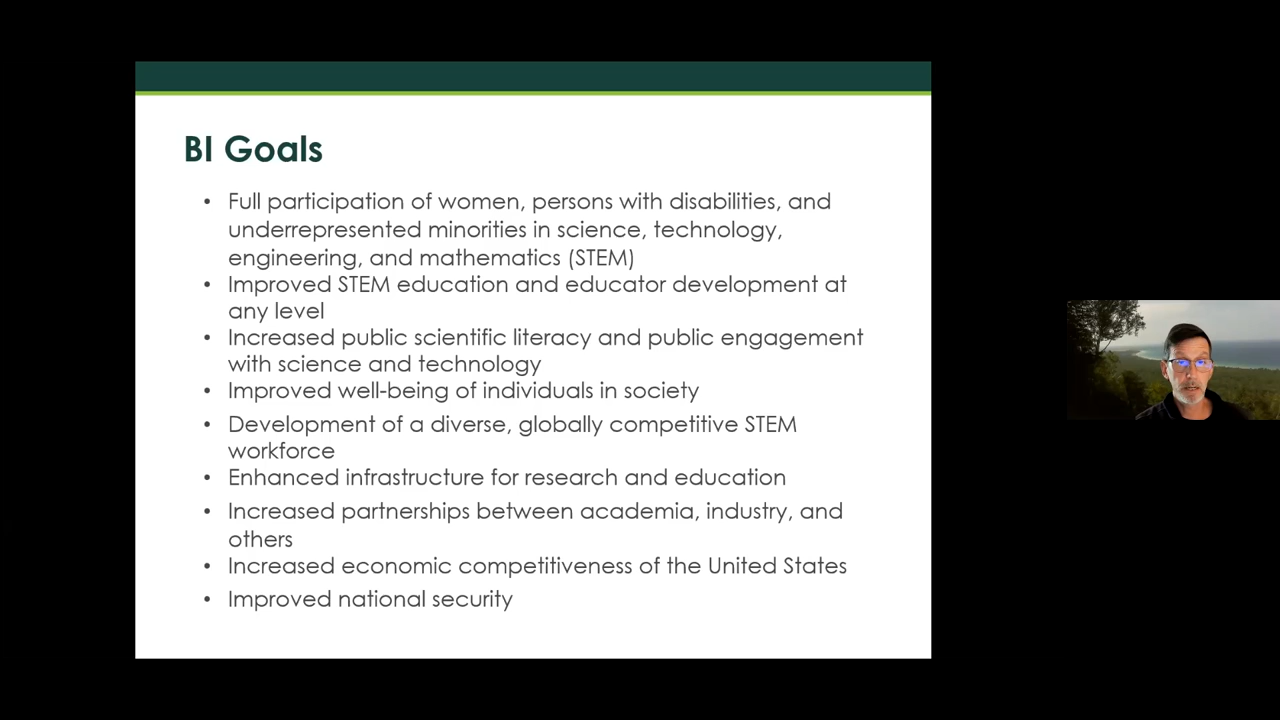 BI Goals
• Full participation of women, persons with disabilities, and
underrepresented minorities in science, technology,
engineering, and mathematics (STEM)
• Improved STEM education and educator development at
any level
• Increased public scientific literacy and public engagement
with science and technology
• Improved well-being of individuals in society
• Development of a diverse, globally competitive STEM
workforce
• Enhanced infrastructure for research and education
• Increased partnerships between academia, industry, and
others
• Increased economic competitiveness of the United States
• Improved national security